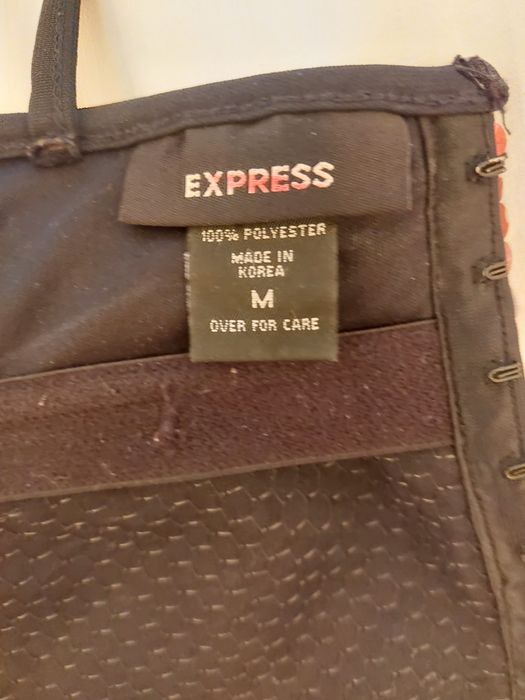 EXPRESS
100% POLYESTER
MADE IN
KOREA
M
OVER FOR CARE